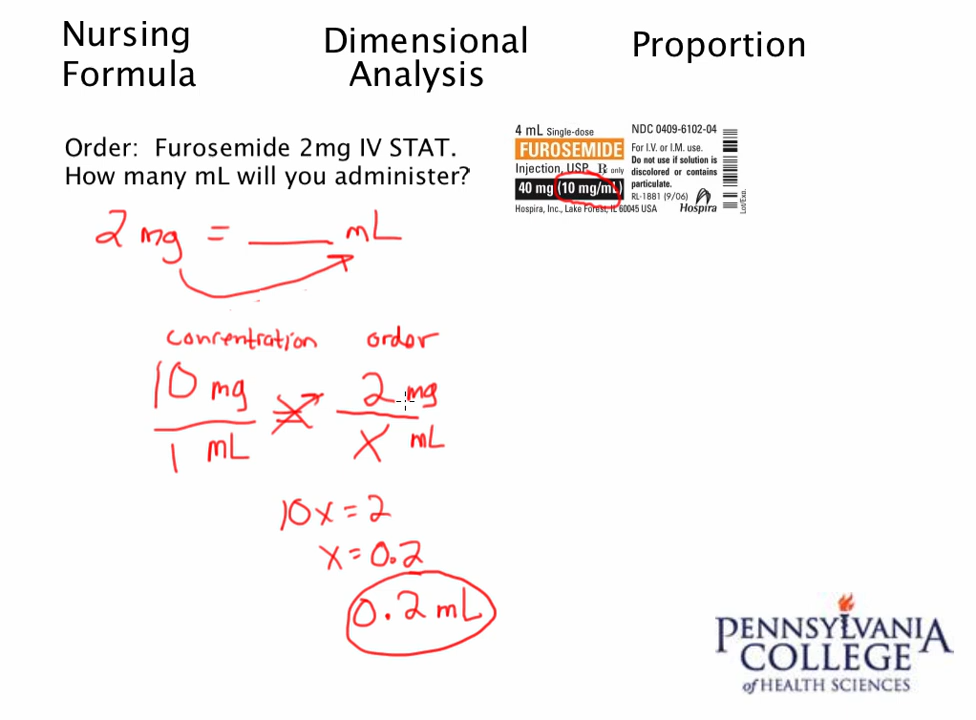 Nursing
Formula
Dimensional
Analysis
Proportion
Order: Furosemide 2mg IV STAT.
How many mL will you administer?
4 mL Single-dose
FUROSEMIDE
Injection, USP Rx only
40 mg (10 mg/mL)
Hospira, Inc., Lake Forest, IL 60045 USA
NDC 0409-6102-04
For I.V. or I.M. use.
Do not use if solution is
discolored or contains
particulate.
RL-1881 (9/06)
Hospira
Lot/Exp.
2 mg = ___ mL
concentration order
10 mg 2 mg
1 mL X mL
10x = 2
x = 0.2
0.2 mL
PENNSYLVANIA
COLLEGE
of HEALTH SCIENCES